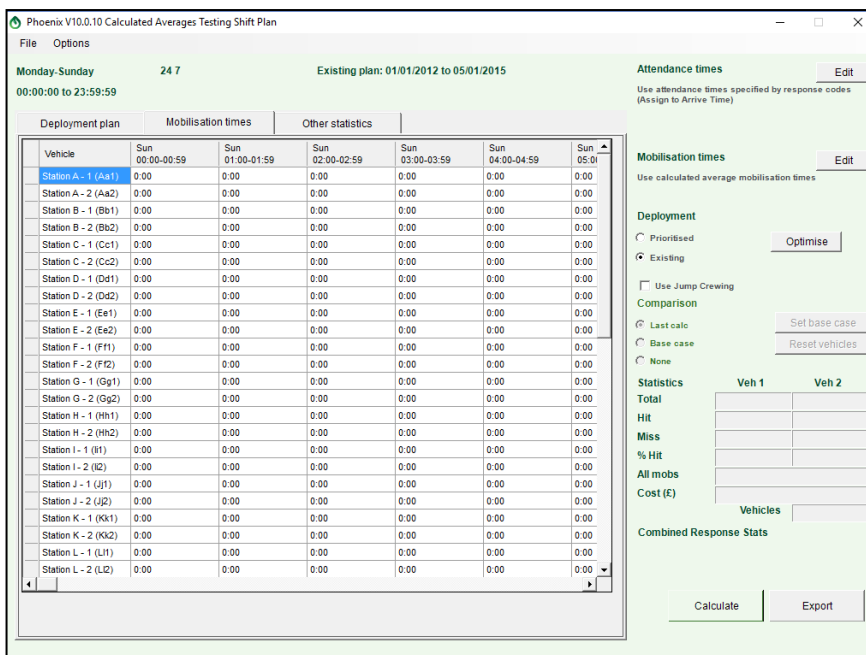 Phoenix V10.0.10 Calculated Averages Testing Shift Plan
File Options
Monday-Sunday 24 7 Existing plan: 01/01/2012 to 05/01/2015
00:00:00 to 23:59:59
Deployment plan Mobilisation times Other statistics
Vehicle Sun Sun Sun Sun Sun Sun
00:00-00:59 01:00-01:59 02:00-02:59 03:00-03:59 04:00-04:59 05:0
Station A - 1 (Aa1) 0:00 0:00 0:00 0:00 0:00 0:00
Station A - 2 (Aa2) 0:00 0:00 0:00 0:00 0:00 0:00
Station B - 1 (Bb1) 0:00 0:00 0:00 0:00 0:00 0:00
Station B - 2 (Bb2) 0:00 0:00 0:00 0:00 0:00 0:00
Station C - 1 (Cc1) 0:00 0:00 0:00 0:00 0:00 0:00
Station C - 2 (Cc2) 0:00 0:00 0:00 0:00 0:00 0:00
Station D - 1 (Dd1) 0:00 0:00 0:00 0:00 0:00 0:00
Station D - 2 (Dd2) 0:00 0:00 0:00 0:00 0:00 0:00
Station E - 1 (Ee1) 0:00 0:00 0:00 0:00 0:00 0:00
Station E - 2 (Ee2) 0:00 0:00 0:00 0:00 0:00 0:00
Station F - 1 (Ff1) 0:00 0:00 0:00 0:00 0:00 0:00
Station F - 2 (Ff2) 0:00 0:00 0:00 0:00 0:00 0:00
Station G - 1 (Gg1) 0:00 0:00 0:00 0:00 0:00 0:00
Station G - 2 (Gg2) 0:00 0:00 0:00 0:00 0:00 0:00
Station H - 1 (Hh1) 0:00 0:00 0:00 0:00 0:00 0:00
Station H - 2 (Hh2) 0:00 0:00 0:00 0:00 0:00 0:00
Station I - 1 (Ii1) 0:00 0:00 0:00 0:00 0:00 0:00
Station I - 2 (Ii2) 0:00 0:00 0:00 0:00 0:00 0:00
Station J - 1 (Jj1) 0:00 0:00 0:00 0:00 0:00 0:00
Station J - 2 (Jj2) 0:00 0:00 0:00 0:00 0:00 0:00
Station K - 1 (Kk1) 0:00 0:00 0:00 0:00 0:00 0:00
Station K - 2 (Kk2) 0:00 0:00 0:00 0:00 0:00 0:00
Station L - 1 (Ll1) 0:00 0:00 0:00 0:00 0:00 0:00
Station L - 2 (Ll2) 0:00 0:00 0:00 0:00 0:00 0:00
Attendance times Edit
Use attendance times specified by response codes
(Assign to Arrive Time)
Mobilisation times Edit
Use calculated average mobilisation times
Deployment
Prioritised Optimise
Existing
Use Jump Crewing
Comparison
Last calc Set base case
Base case Reset vehicles
None
Statistics Veh 1 Veh 2
Total
Hit
Miss
% Hit
All mobs
Cost (£)
Vehicles
Combined Response Stats
Calculate Export